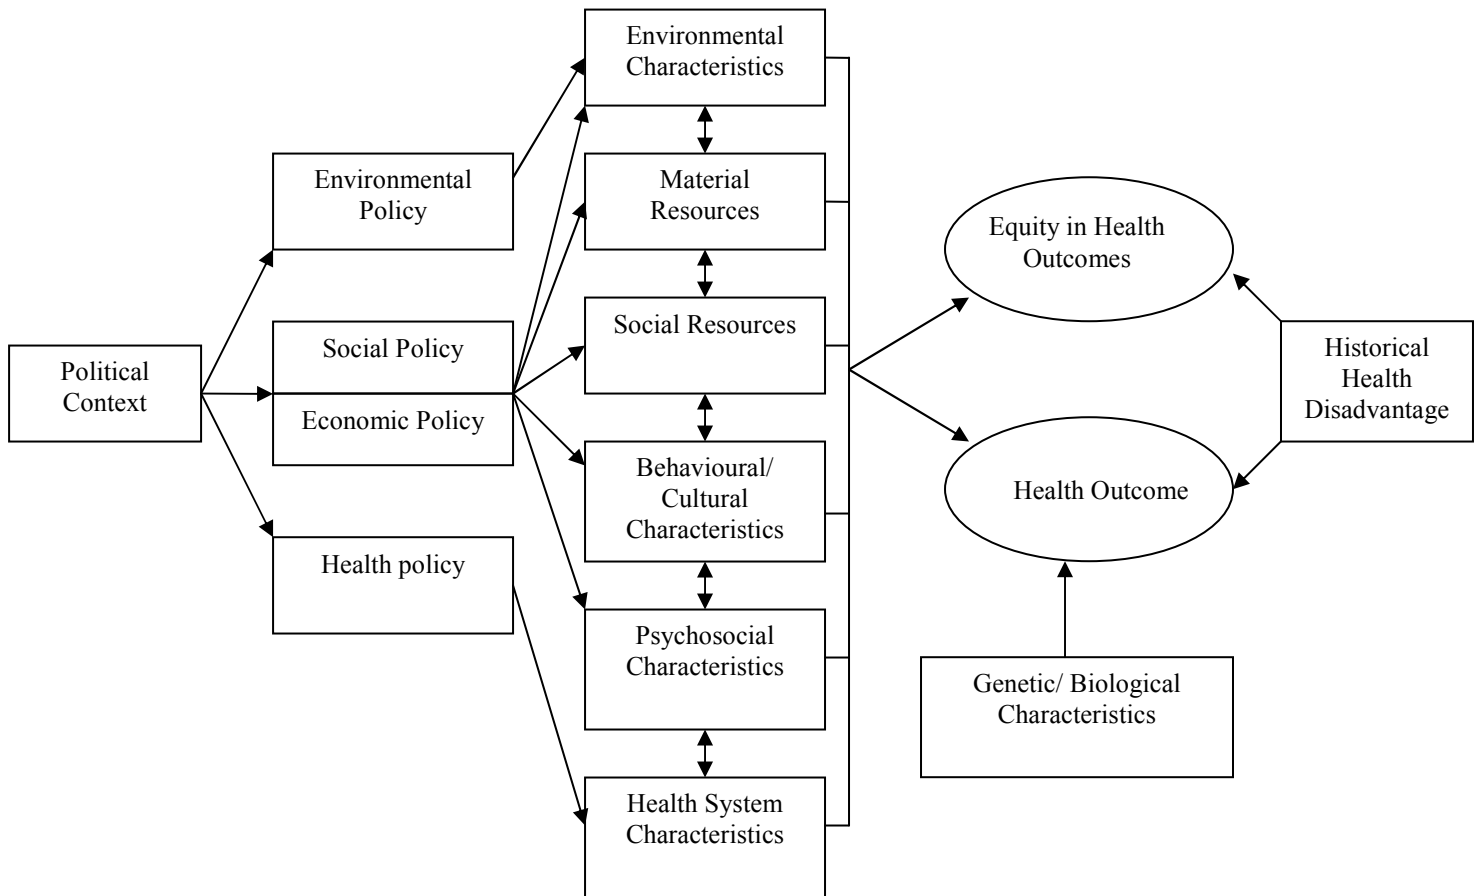 Political
Context
Environmental
Policy
Social Policy
Economic Policy
Health policy
Environmental
Characteristics
Material
Resources
Social Resources
Behavioural/
Cultural
Characteristics
Psychosocial
Characteristics
Health System
Characteristics
Equity in Health
Outcomes
Health Outcome
Genetic/ Biological
Characteristics
Historical
Health
Disadvantage